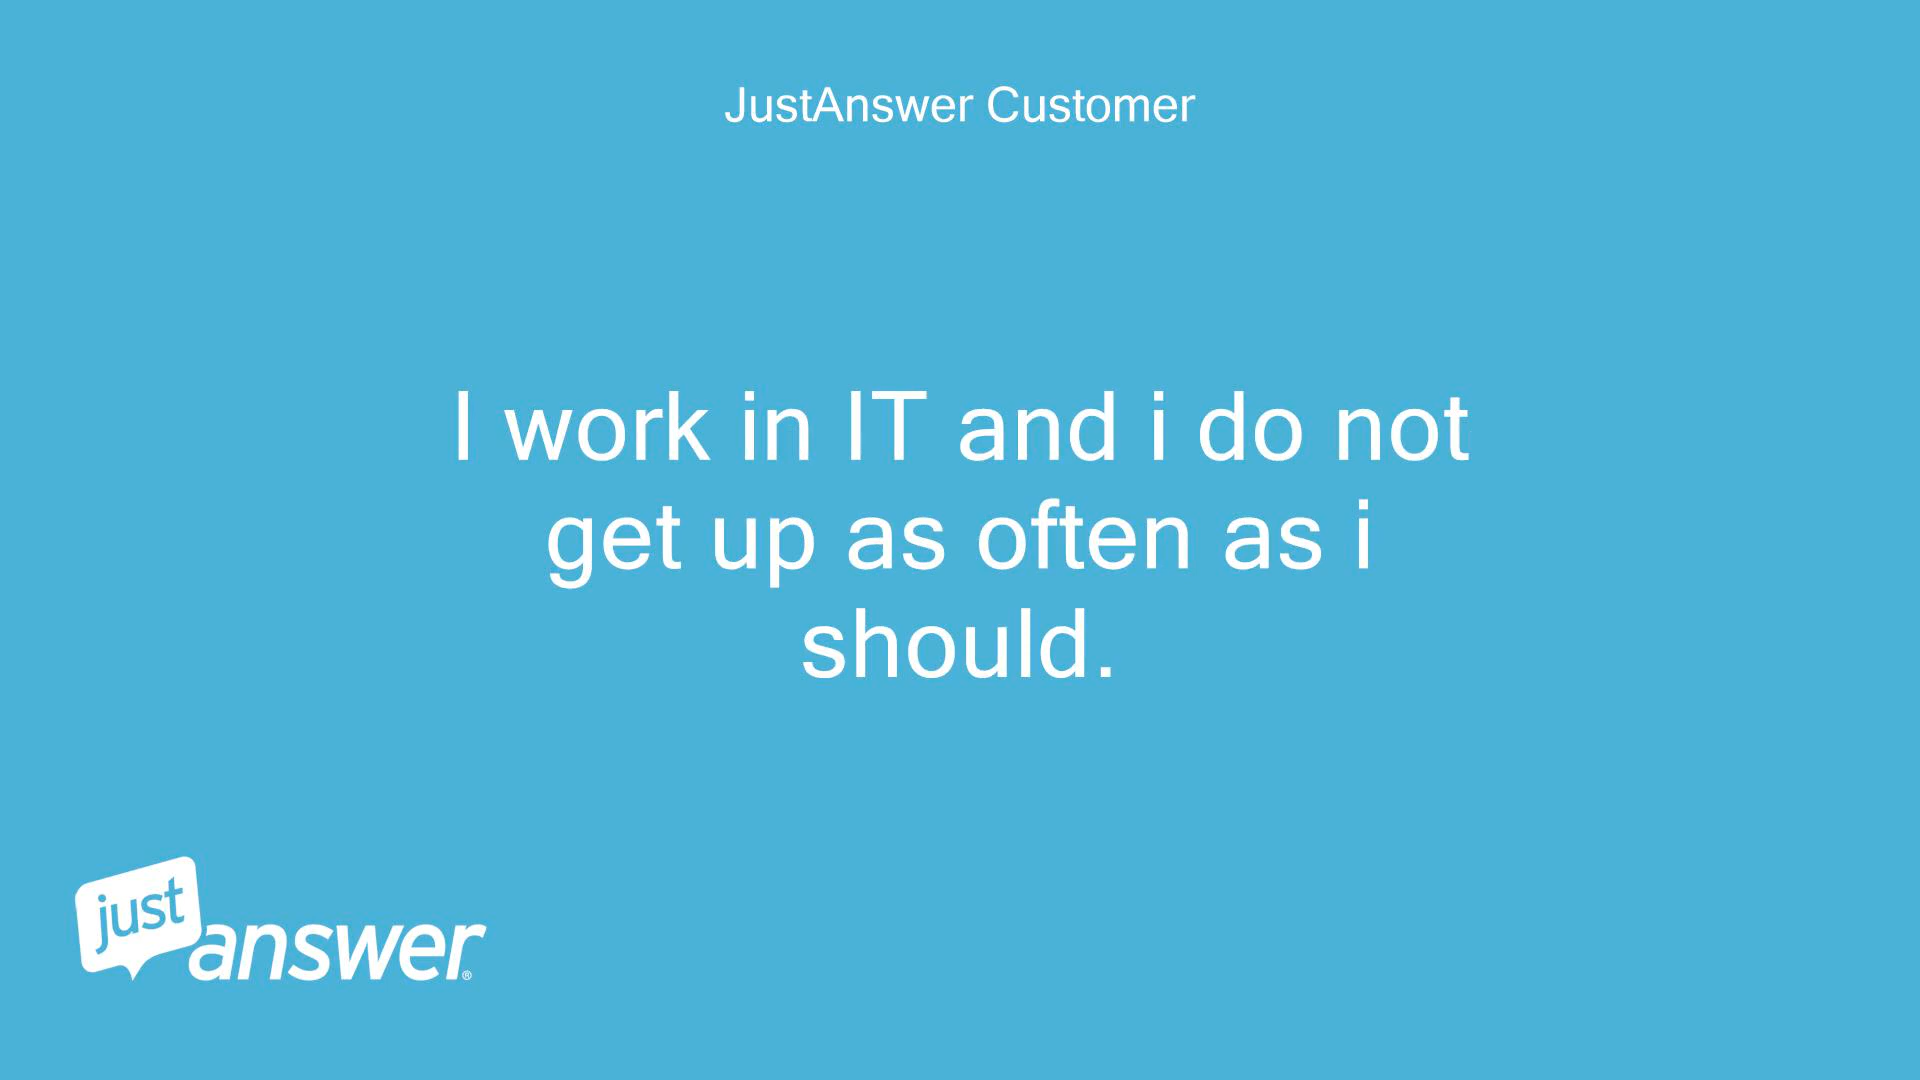 JustAnswer Customer
I work in IT and i do not
get up as often as i
should.
just
answer®